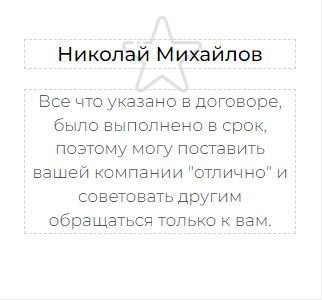 Николай Михайлов
Все что указано в договоре,
было выполнено в срок,
поэтому могу поставить
вашей компании "отлично" и
советовать другим
обращаться только к вам.